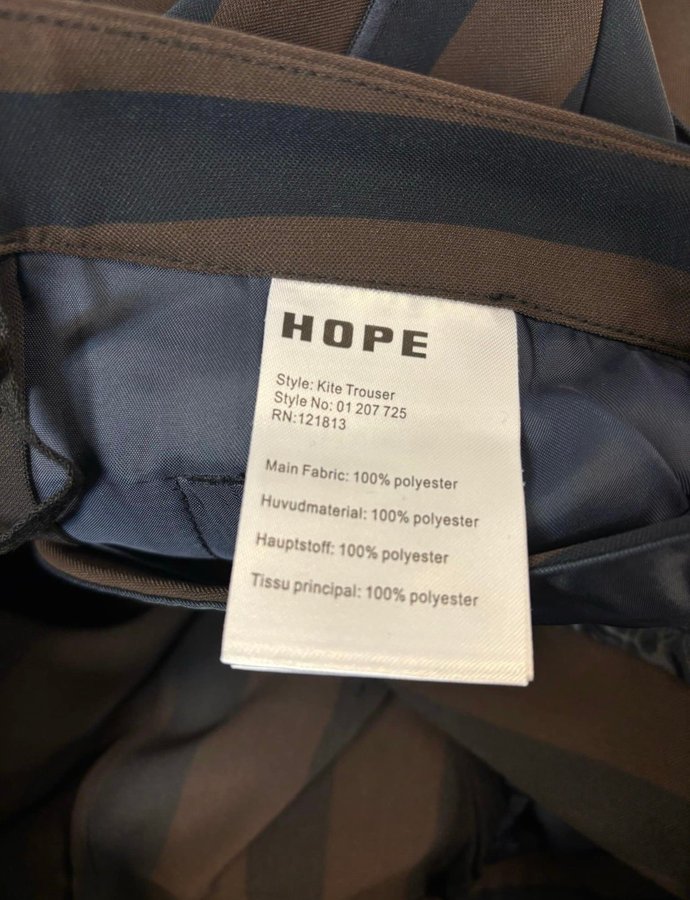 HOPE
Style: Kite Trouser
Style No: 01 207 725
RN:121813
Main Fabric: 100% polyester
Huvudmaterial: 100% polyester
Hauptstoff: 100% polyester
Tissu principal: 100% polyester